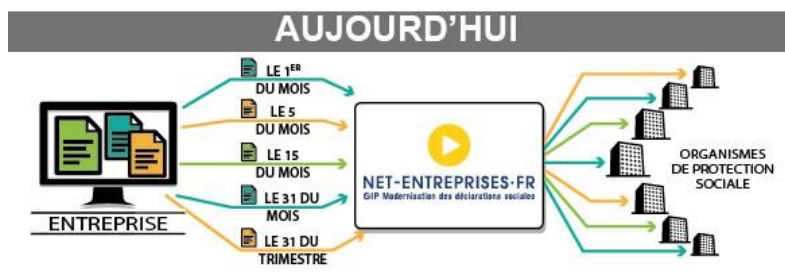 AUJOURD'HUI
LE 1ER
DU MOIS
LE 5
DU MOIS
LE 15
DU MOIS
LE 31 DU
MOIS
LE 31 DU
TRIMESTRE
ENTREPRISE
NET-ENTREPRISES·FR
GIP Modernisation des déclarations sociales
ORGANISMES
DE PROTECTION
SOCIALE